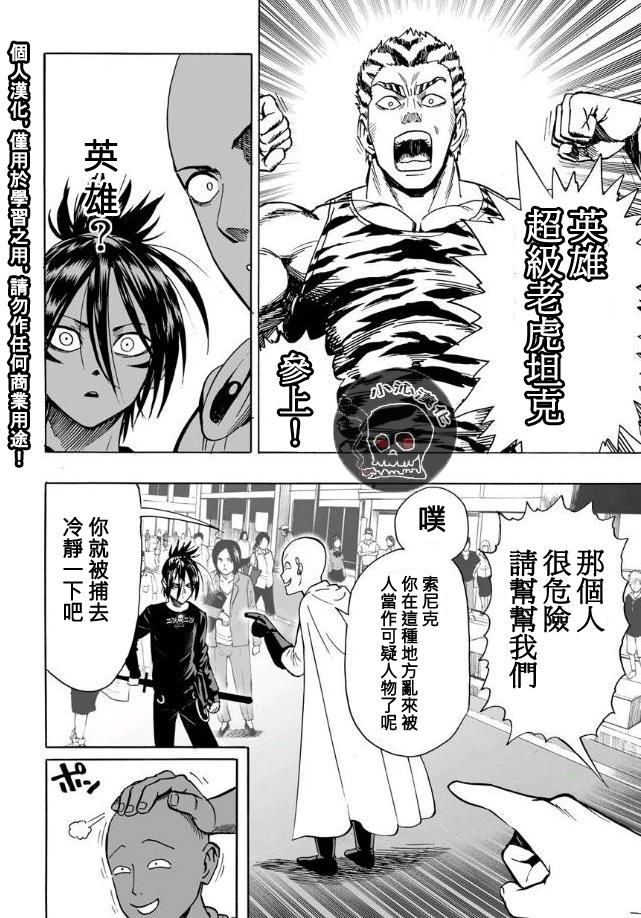 英雄
超級老虎坦克
參上！
英雄？
個人漢化，僅用於學習之用，請勿作任何商業用途！
小沁漢化
那個人
很危險
請幫幫我們
噗
索尼克
你在這種地方亂來被
人當作可疑人物了呢
你就被捕去
冷靜一下吧
ポン